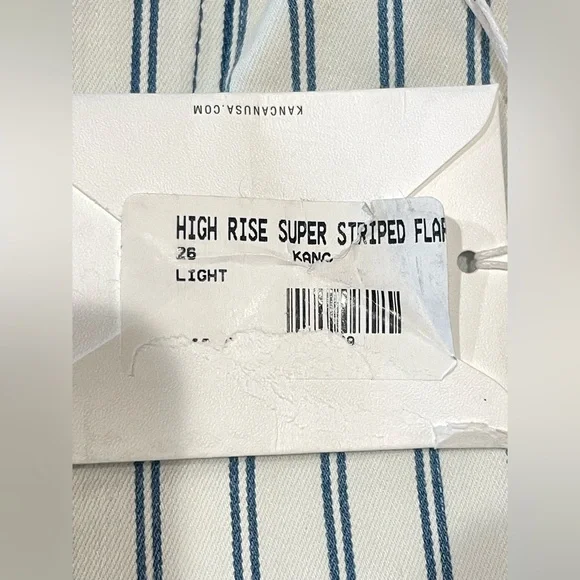 KANCANUSA.COM
HIGH RISE SUPER STRIPED FLAR
26 KANC
LIGHT